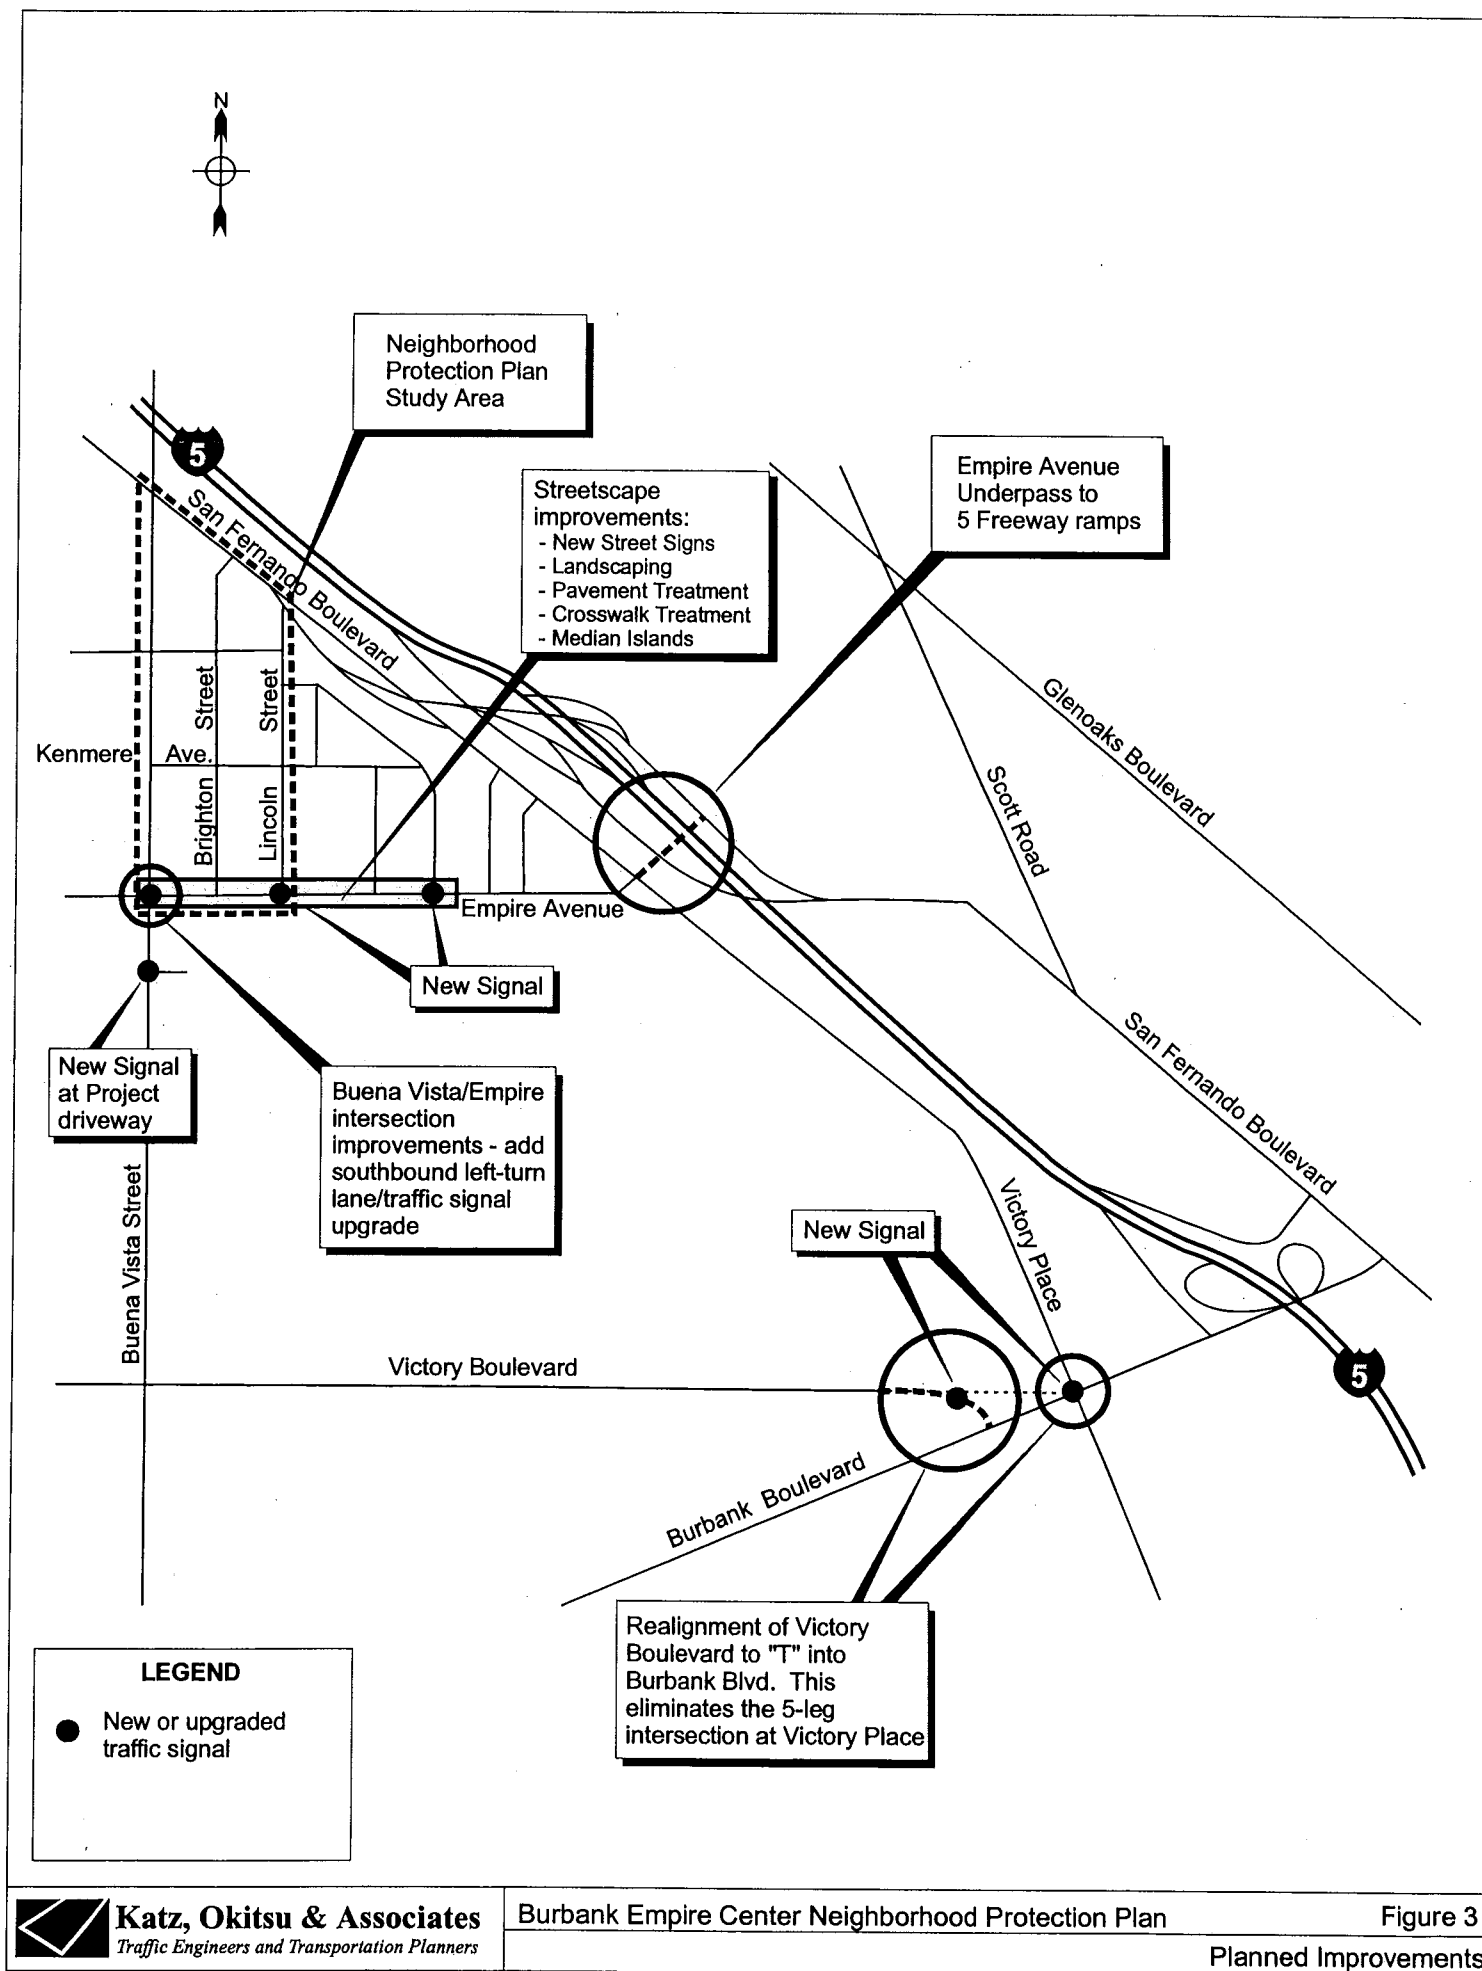 N
Neighborhood
Protection Plan
Study Area
5
San Fernando Boulevard
Streetscape
improvements:
- New Street Signs
- Landscaping
- Pavement Treatment
- Crosswalk Treatment
- Median Islands
Empire Avenue
Underpass to
5 Freeway ramps
Glenoaks Boulevard
Scott Road
Kenmere Ave.
Brighton Street
Lincoln Street
Empire Avenue
New Signal
New Signal
at Project
driveway
Buena Vista/Empire
intersection
improvements - add
southbound left-turn
lane/traffic signal
upgrade
San Fernando Boulevard
Buena Vista Street
Victory Place
New Signal
Victory Boulevard
5
Burbank Boulevard
Realignment of Victory
Boulevard to "T" into
Burbank Blvd. This
eliminates the 5-leg
intersection at Victory Place
LEGEND
New or upgraded
traffic signal
Katz, Okitsu & Associates
Traffic Engineers and Transportation Planners
Burbank Empire Center Neighborhood Protection Plan
Figure 3
Planned Improvements